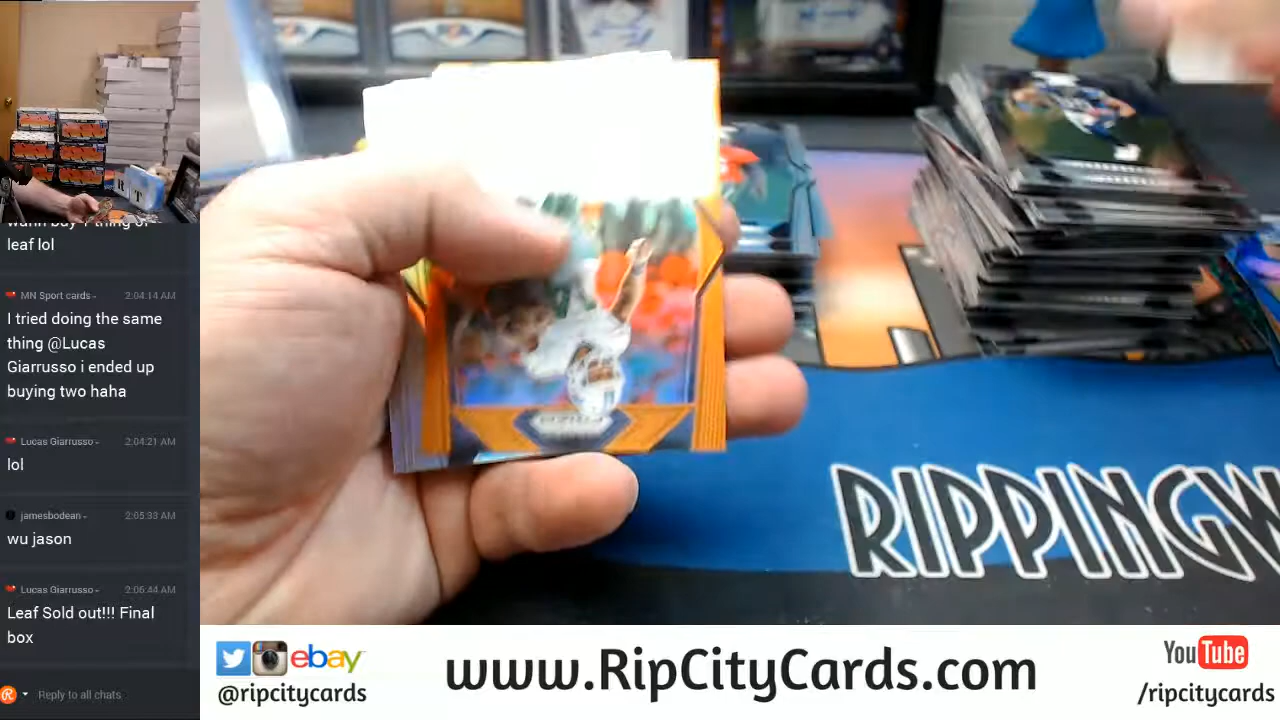 leaf lol
MN Sport cards -
2:04:14 AM
I tried doing the same
thing @Lucas
Giarrusso i ended up
buying two haha
Lucas Giarrusso -
2:04:21 AM
lol
jamesbodean -
2:05:33 AM
wu jason
Lucas Giarrusso -
2:06:44 AM
Leaf Sold out!!! Final
box
Reply to all chats
RIPPINGW
ebay
@ripcitycards
www.RipCityCards.com
YouTube
/ripcitycards